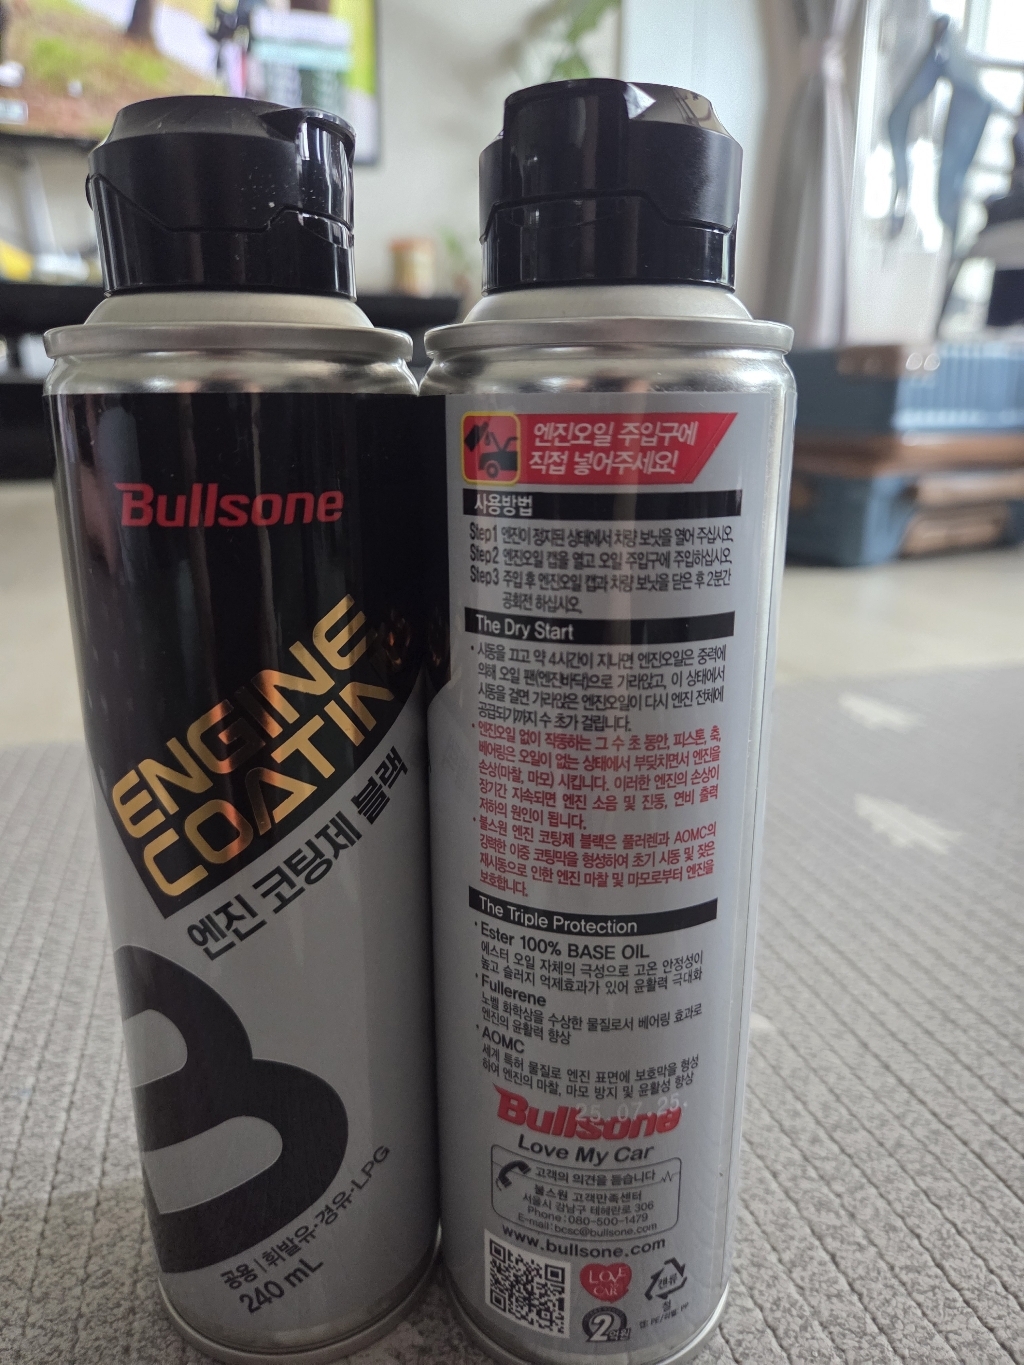 Bullsone
ENGINE
COATIN
엔진 코팅제 블랙
B
공용 | 휘발유·경유·LPG
240 mL
엔진오일 주입구에
직접 넣어주세요!
사용방법
Step1 엔진이 정지된 상태에서 차량 보닛을 열어 주십시오.
Step2 엔진오일 캡을 열고 오일 주입구에 주입하십시오.
Step3 주입 후 엔진오일 캡과 차량 보닛을 닫은 후 2분간
공회전 하십시오.
The Dry Start
· 시동을 끄고 약 4시간이 지나면 엔진오일은 중력에
의해 오일 팬(엔진바닥)으로 가라앉고, 이 상태에서
시동을 걸면 가라앉은 엔진오일이 다시 엔진 전체에
공급되기까지 수 초가 걸립니다.
· 엔진오일 없이 작동하는 그 수 초 동안, 피스톤, 축,
베어링은 오일이 없는 상태에서 부딪치면서 엔진을
손상(마찰, 마모) 시킵니다. 이러한 엔진의 손상이
장기간 지속되면 엔진 소음 및 진동, 연비 출력
저하의 원인이 됩니다.
· 불스원 엔진 코팅제 블랙은 풀러렌과 AOMC의
강력한 이중 코팅막을 형성하여 초기 시동 및 잦은
재시동으로 인한 엔진 마찰 및 마모로부터 엔진을
보호합니다.
The Triple Protection
· Ester 100% BASE OIL
에스터 오일 자체의 극성으로 고온 안정성이
높고 슬러지 억제효과가 있어 윤활력 극대화
· Fullerene
노벨 화학상을 수상한 물질로서 베어링 효과로
엔진의 윤활력 향상
· AOMC
세계 특허 물질로 엔진 표면에 보호막을 형성
하여 엔진의 마찰, 마모 방지 및 윤활성 향상
Bullsone
25. 07. 25.
Love My Car
고객의 의견을 듣습니다
불스원 고객만족센터
서울시 강남구 테헤란로 306
Phone:080-500-1479
E-mail:bcsc@bullsone.com
www.bullsone.com
LOVE
CAR
캔류
철
2